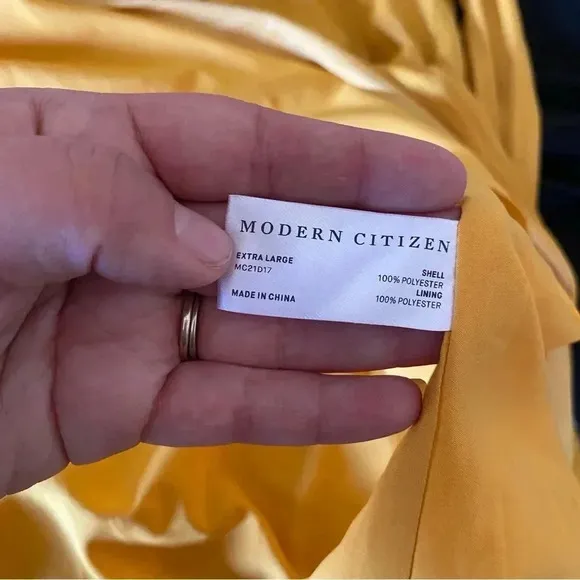 MODERN CITIZEN
EXTRA LARGE
MC21D17
MADE IN CHINA
SHELL
100% POLYESTER
LINING
100% POLYESTER